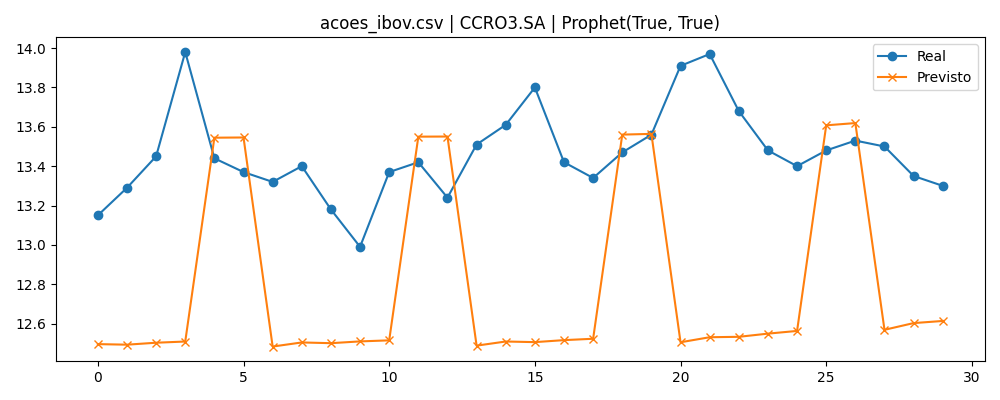 acoes_ibov.csv | CCRO3.SA | Prophet(True, True)
Real
Previsto
14.0
13.8
13.6
13.4
13.2
13.0
12.8
12.6
0 5 10 15 20 25 30